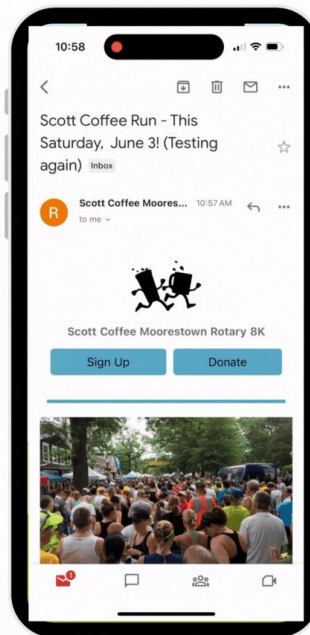 10:58
Scott Coffee Run - This
Saturday, June 3! (Testing
again) Inbox
R
Scott Coffee Moores... 10:57 AM
to me
Scott Coffee Moorestown Rotary 8K
Sign Up Donate
1